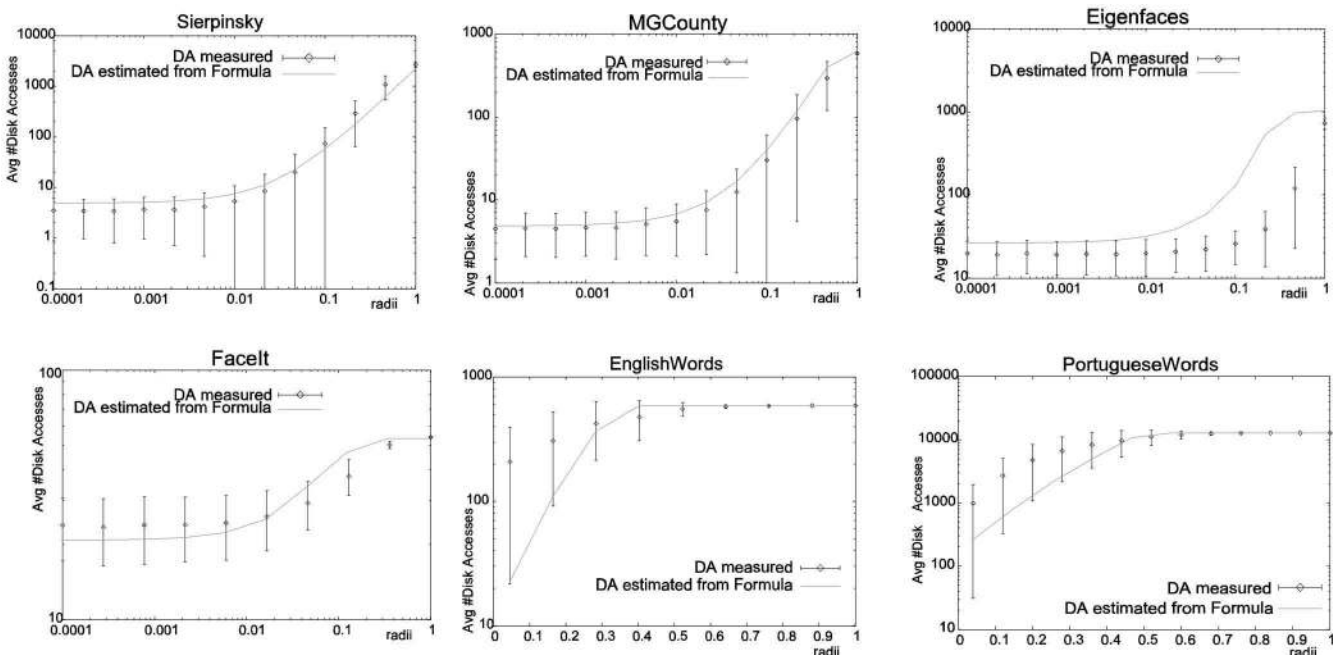 Sierpinsky
10000
1000
100
10
1
0.1
Avg #Disk Accesses
DA measured
DA estimated from Formula
0.0001
0.001
0.01
0.1
1
radii
MGCounty
1000
100
10
1
Avg #Disk Accesses
DA measured
DA estimated from Formula
0.0001
0.001
0.01
0.1
1
radii
Eigenfaces
10000
1000
100
10
Avg #Disk Accesses
DA measured
DA estimated from Formula
0.0001
0.001
0.01
0.1
1
radii
FaceIt
100
10
Avg #Disk Accesses
DA measured
DA estimated from Formula
0.0001
0.001
0.01
0.1
1
radii
EnglishWords
1000
100
10
Avg #Disk Accesses
DA measured
DA estimated from Formula
0 0.1 0.2 0.3 0.4 0.5 0.6 0.7 0.8 0.9 1
radii
PortugueseWords
100000
10000
1000
100
10
Avg #Disk Accesses
DA measured
DA estimated from Formula
0 0.1 0.2 0.3 0.4 0.5 0.6 0.7 0.8 0.9 1
radii